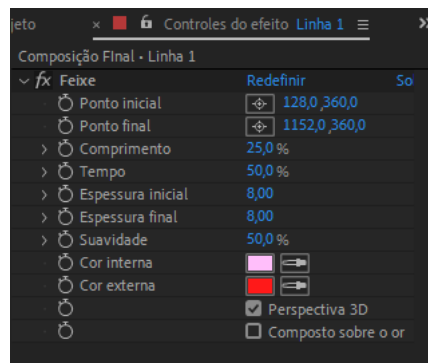 jeto × Controles do efeito Linha 1 ≡ »
Composição FInal • Linha 1
fx Feixe Redefinir So
Ponto inicial 128,0,360,0
Ponto final 1152,0,360,0
Comprimento 25,0 %
Tempo 50,0 %
Espessura inicial 8,00
Espessura final 8,00
Suavidade 50,0 %
Cor interna
Cor externa
Perspectiva 3D
Composto sobre o or